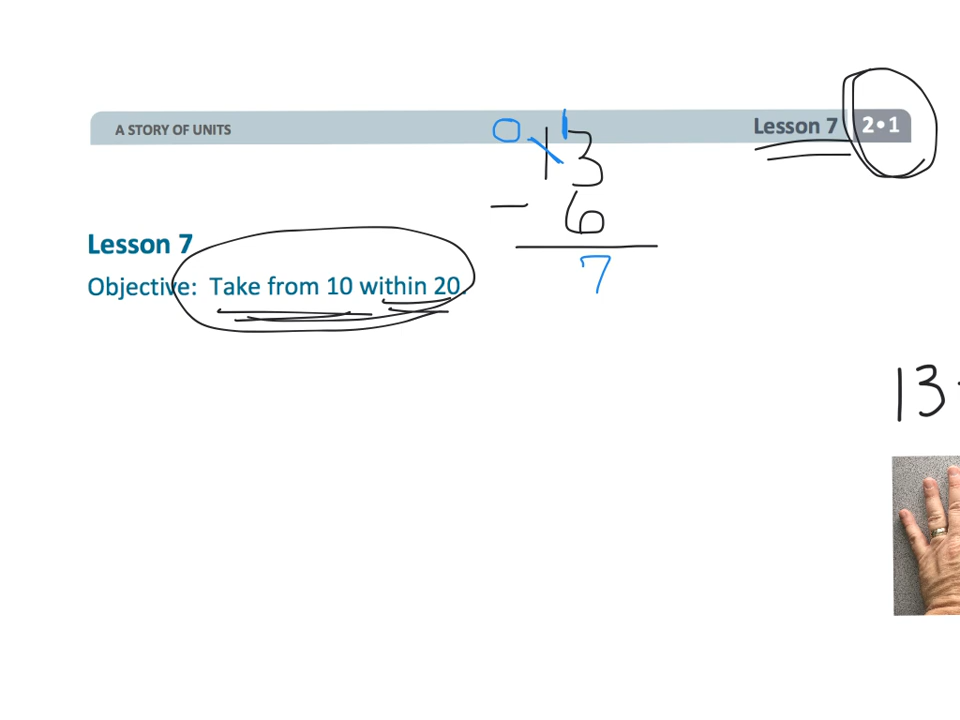 A STORY OF UNITS
Lesson 7 2•1
0 1
13
- 6
7
Lesson 7
Objective: Take from 10 within 20.
13